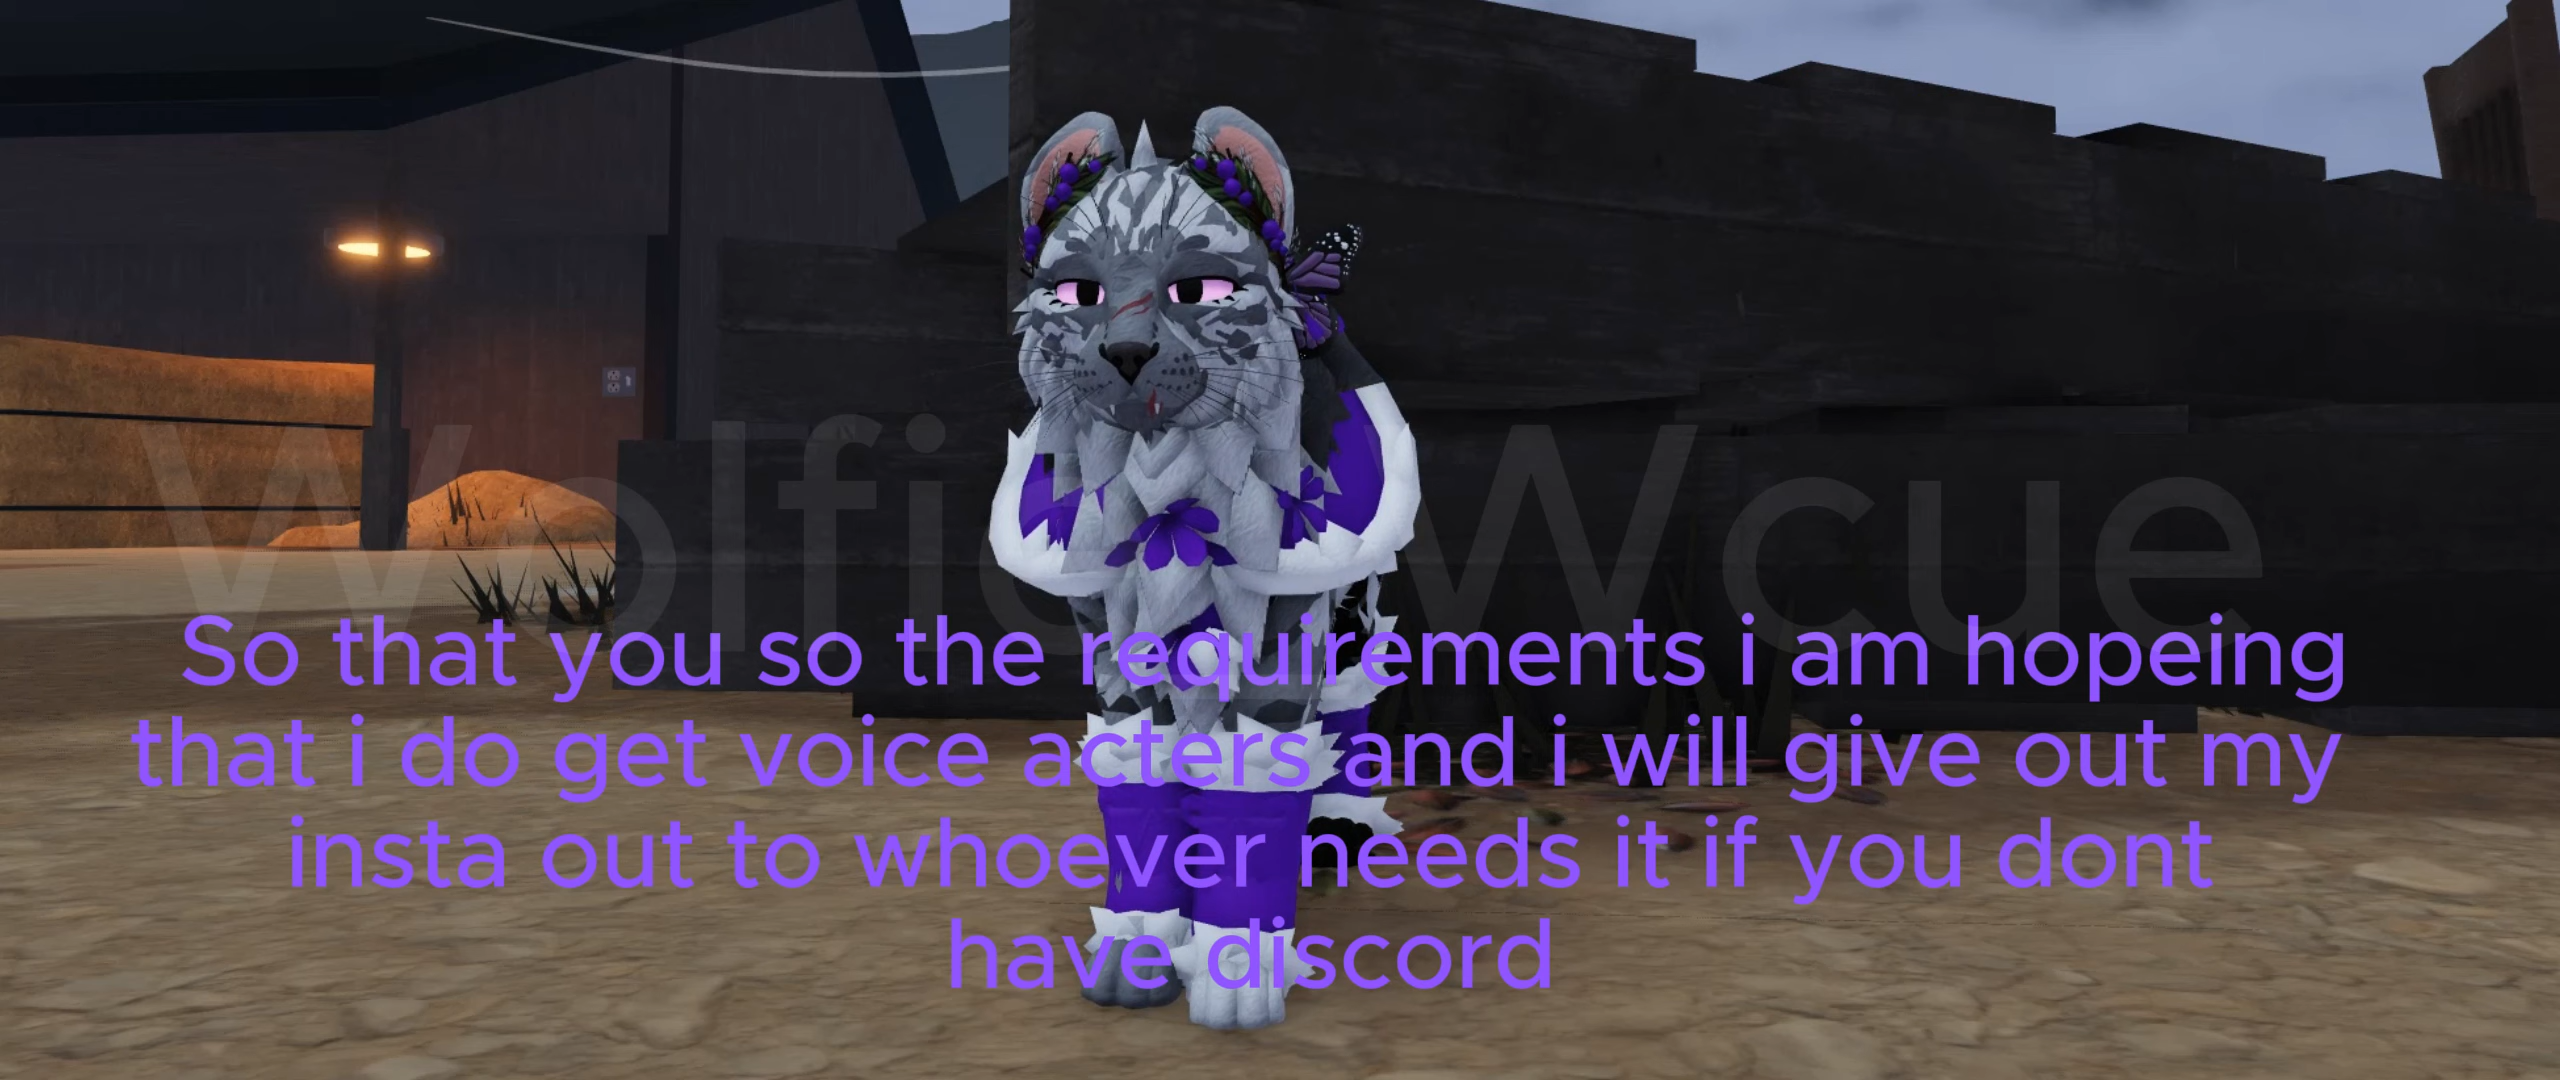 Wolfie_Wcue
So that you so the requirements i am hopeing
that i do get voice acters and i will give out my
insta out to whoever needs it if you dont
have discord